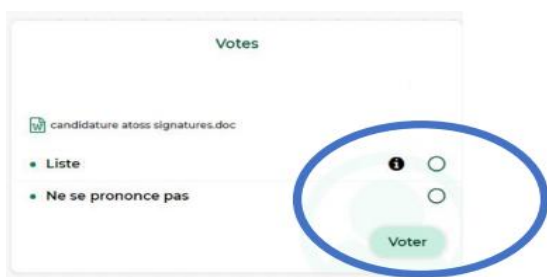 Votes
candidature atoss signatures.doc
Liste
Ne se prononce pas
Voter